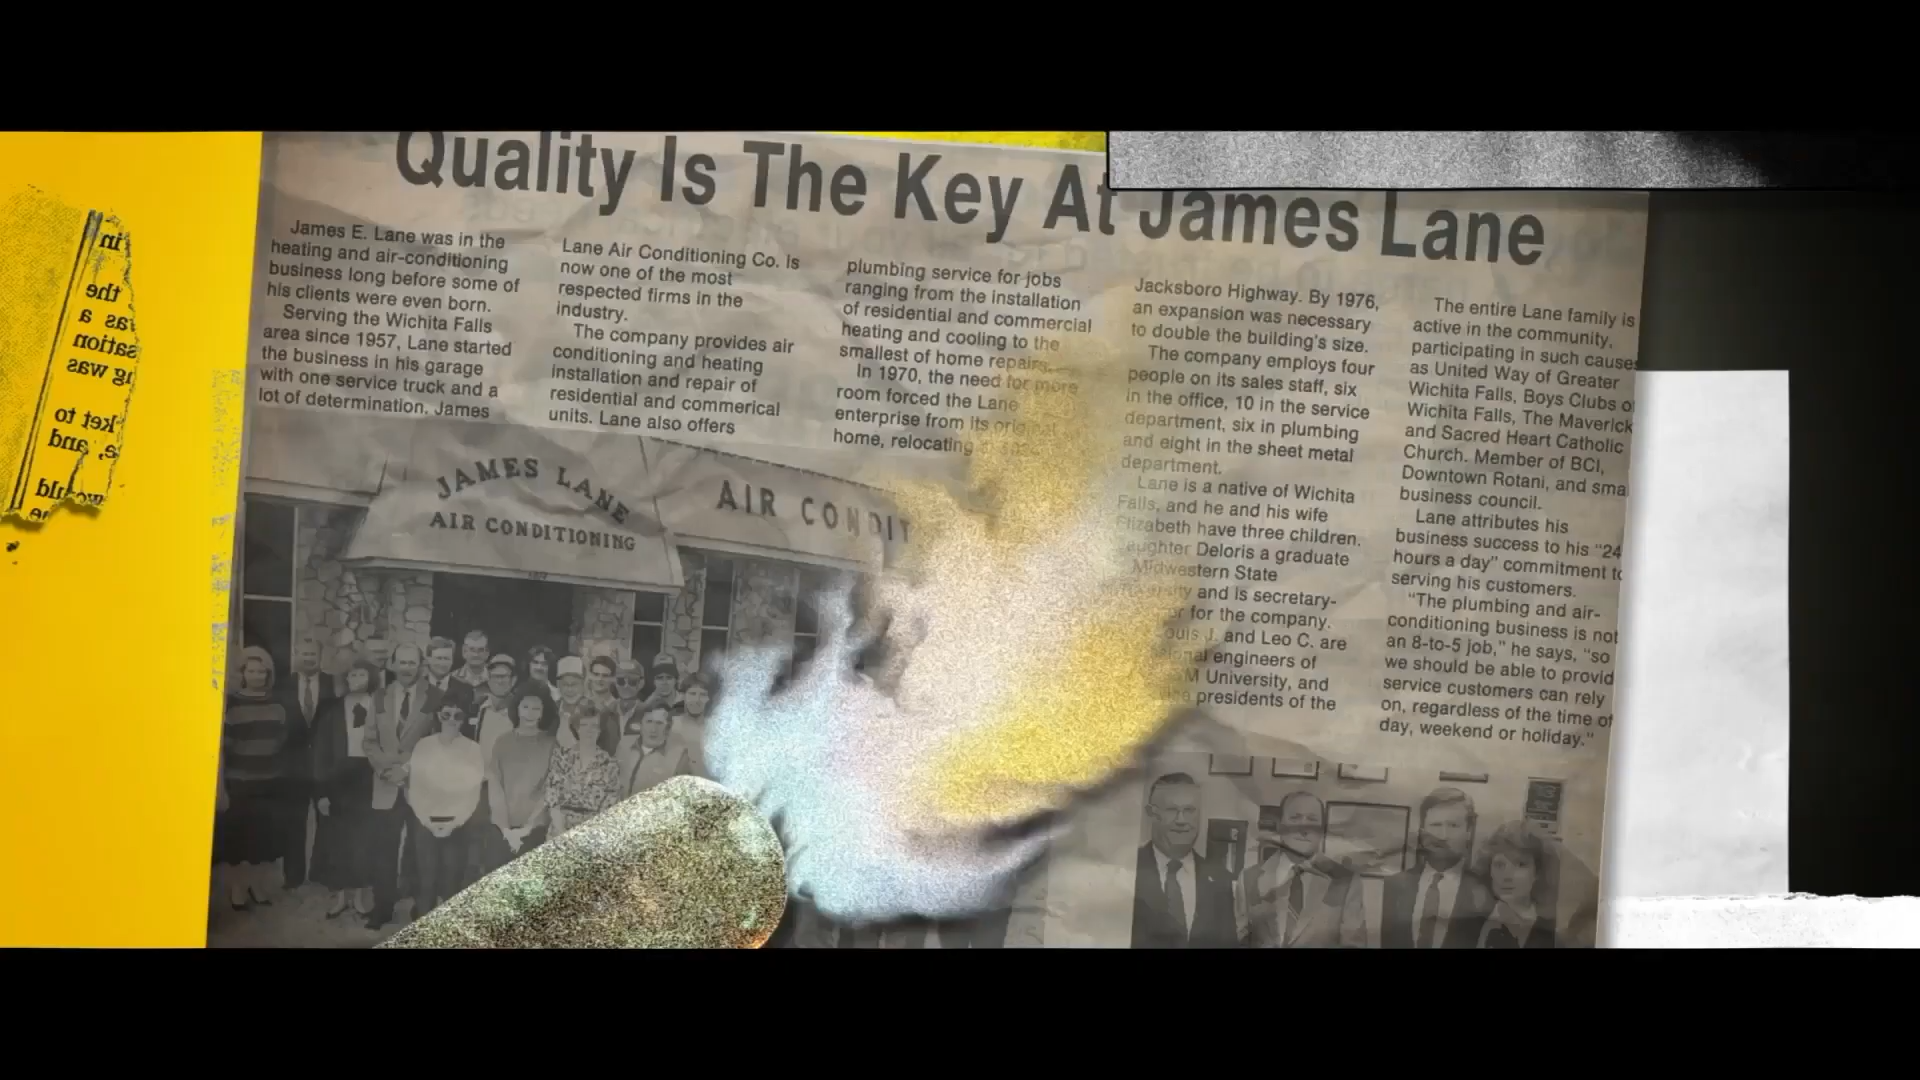 Quality Is The Key At James Lane
James E. Lane was in the
heating and air-conditioning
business long before some of
his clients were even born.
Serving the Wichita Falls
area since 1957, Lane started
the business in his garage
with one service truck and a
lot of determination. James
Lane Air Conditioning Co. is
now one of the most
respected firms in the
industry.
The company provides air
conditioning and heating
installation and repair of
residential and commerical
units. Lane also offers
plumbing service for jobs
ranging from the installation
of residential and commercial
heating and cooling to the
smallest of home repairs.
In 1970, the need for more
room forced the Lane
enterprise from its original
home, relocating
Jacksboro Highway. By 1976,
an expansion was necessary
to double the building's size.
The company employs four
people on its sales staff, six
in the office, 10 in the service
department, six in plumbing
and eight in the sheet metal
department.
Lane is a native of Wichita
Falls, and he and his wife
Elizabeth have three children.
Deloris a graduate
Midwestern State
and is secretary-
for the company.
J. and Leo C. are
engineers of
University, and
presidents of the
The entire Lane family is
active in the community,
participating in such causes
as United Way of Greater
Wichita Falls, Boys Clubs of
Wichita Falls, The Maverick
and Sacred Heart Catholic
Church. Member of BCI,
Downtown Rotani, and
business council.
Lane attributes his
business success to his "24
hours a day" commitment to
serving his customers.
"The plumbing and air-
conditioning business is not
an 8-to-5 job," he says, "so
we should be able to provid
service customers can rely
on, regardless of the time of
day, weekend or holiday."
JAMES LANE
AIR CONDITIONING
AIR CONDIT
in
the
as a
sation
was
ket to
and
would